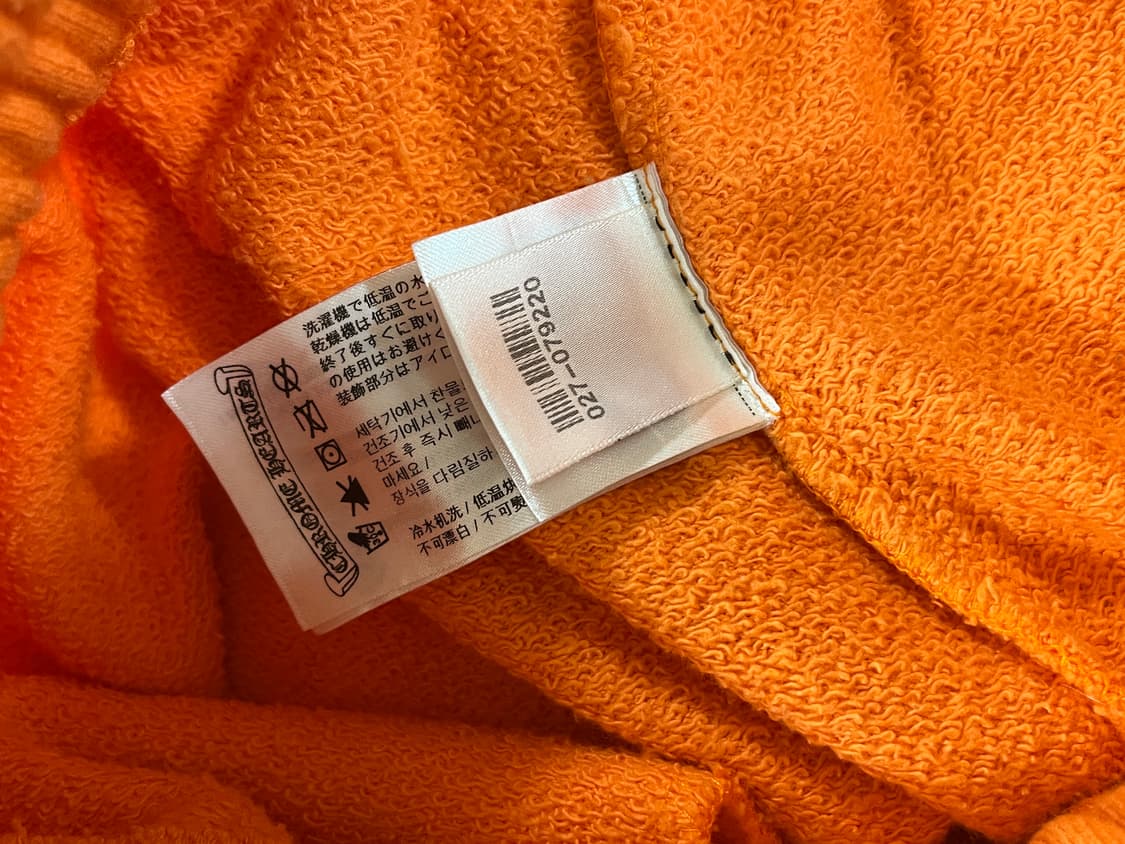 CHROME HEARTS
洗濯機で低温の水
乾燥機は低温でご
終了後すぐに取り
の使用はお避けく
装飾部分はアイロ
세탁기에서 찬물
건조기에서 낮은
건조 후 즉시
마세요 /
장식을 다림질하
冷水机洗 / 低温烘
不可漂白 / 不可熨
027-079220